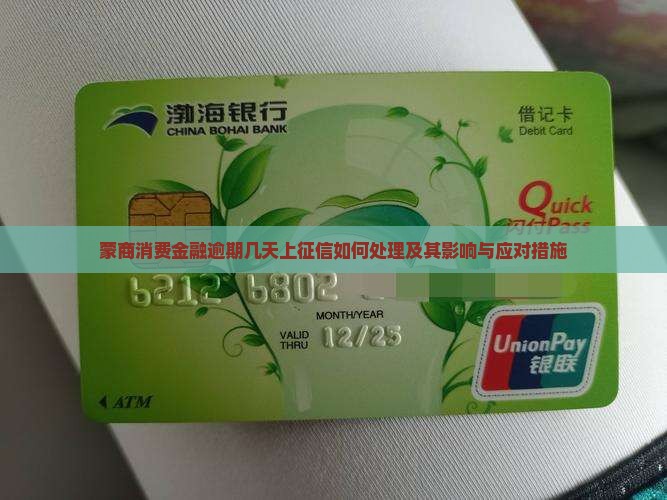 渤海银行
CHINA BOHAI BANK
借记卡
Debit Card
Quick
闪付Pass
蒙商消费金融逾期几天上征信如何处理及其影响与应对措施
6212 6802
MONTH/YEAR
VALID
THRU
12/25
UnionPay
银联
ATM